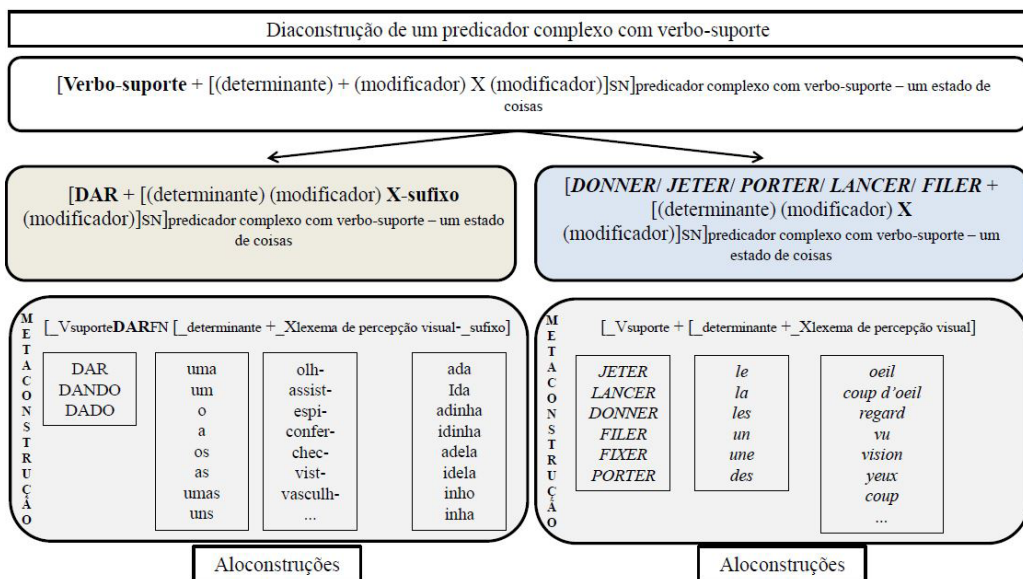 Diaconstrução de um predicador complexo com verbo-suporte
[Verbo-suporte + [(determinante) + (modificador) X (modificador)]SN]predicador complexo com verbo-suporte – um estado de
coisas
[DAR + [(determinante) (modificador) X-sufixo
(modificador)]SN]predicador complexo com verbo-suporte – um estado
de coisas
[DONNER/ JETER/ PORTER/ LANCER/ FILER +
[(determinante) (modificador) X
(modificador)]SN]predicador complexo com verbo-suporte – um
estado de coisas
METACONSTRUÇÃO
[_VsuporteDARFN [_determinante +_Xlexema de percepção visual-_sufixo]
DAR
DANDO
DADO
uma
um
o
a
os
as
umas
uns
olh-
assist-
espi-
confer-
chec-
vist-
vasculh-
...
ada
Ida
adinha
idinha
adela
idela
inho
inha
METACONSTRUÇÃO
[_Vsuporte + [_determinante +_Xlexema de percepção visual]
JETER
LANCER
DONNER
FILER
FIXER
PORTER
le
la
les
un
une
des
oeil
coup d’oeil
regard
vu
vision
yeux
coup
...
Aloconstruções
Aloconstruções